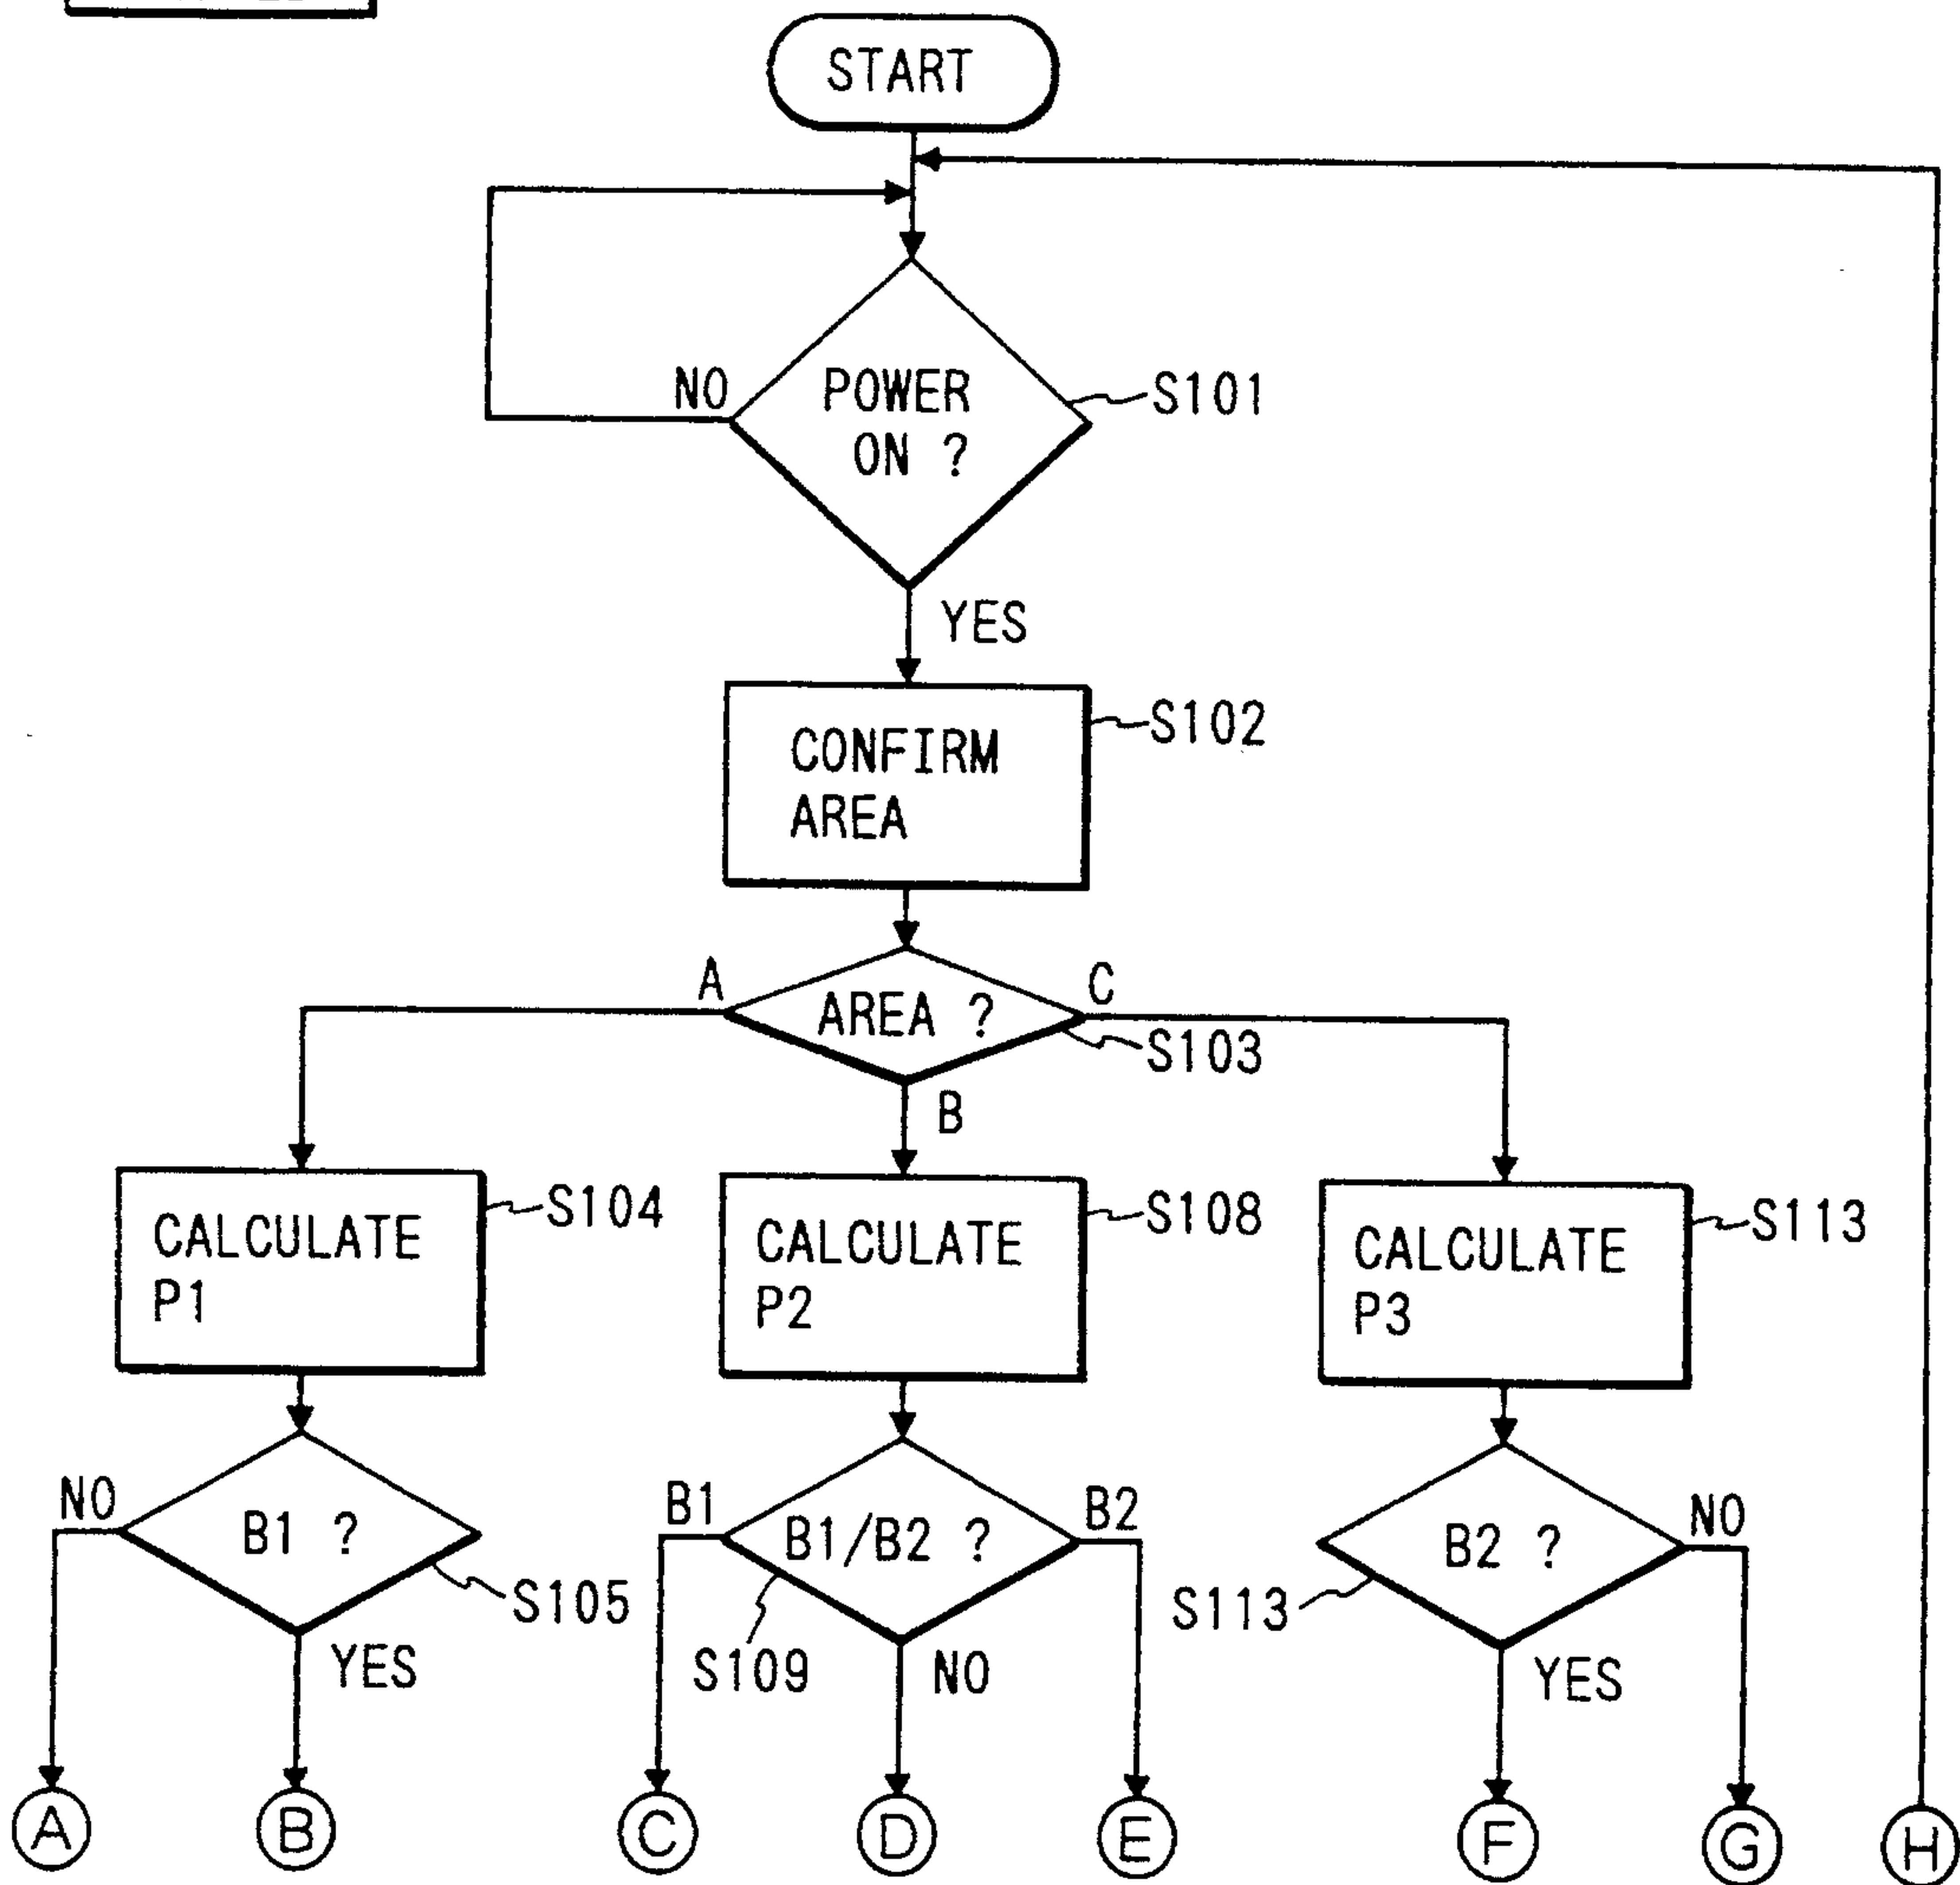 START
NO
POWER
ON ?
S101
YES
CONFIRM
AREA
S102
A
AREA ?
C
S103
B
CALCULATE
P1
S104
CALCULATE
P2
S108
CALCULATE
P3
S113
NO
B1 ?
S105
YES
B1
B1/B2 ?
B2
S109
NO
B2 ?
NO
S113
YES
A
B
C
D
E
F
G
H